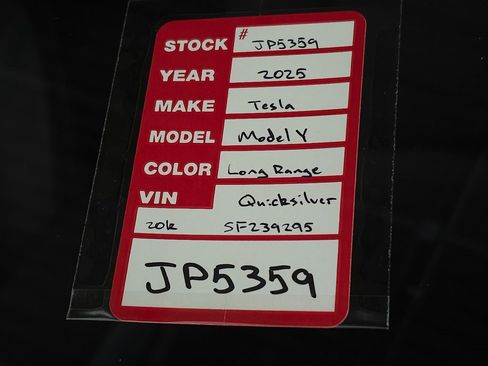 STOCK # JP5359
YEAR 2025
MAKE Tesla
MODEL Model Y
COLOR Long Range
VIN Quicksilver
20k SF239295
JP5359